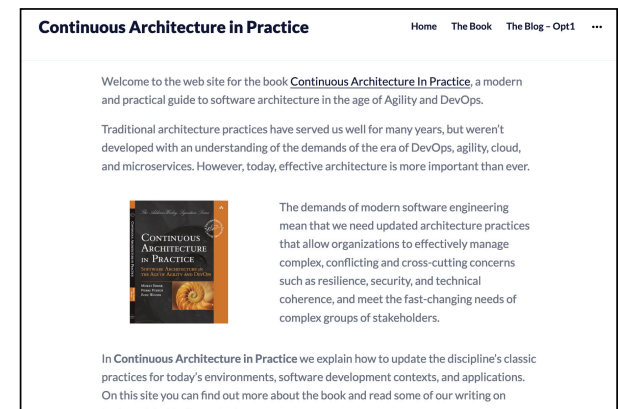 Continuous Architecture in Practice
Home The Book The Blog – Opt1 •••
Welcome to the web site for the book Continuous Architecture In Practice, a modern
and practical guide to software architecture in the age of Agility and DevOps.
Traditional architecture practices have served us well for many years, but weren't
developed with an understanding of the demands of the era of DevOps, agility, cloud,
and microservices. However, today, effective architecture is more important than ever.
CONTINUOUS
ARCHITECTURE
IN PRACTICE
SOFTWARE ARCHITECTURE IN
THE AGE OF AGILITY AND DEVOPS
The demands of modern software engineering
mean that we need updated architecture practices
that allow organizations to effectively manage
complex, conflicting and cross-cutting concerns
such as resilience, security, and technical
coherence, and meet the fast-changing needs of
complex groups of stakeholders.
In Continuous Architecture in Practice we explain how to update the discipline's classic
practices for today's environments, software development contexts, and applications.
On this site you can find out more about the book and read some of our writing on